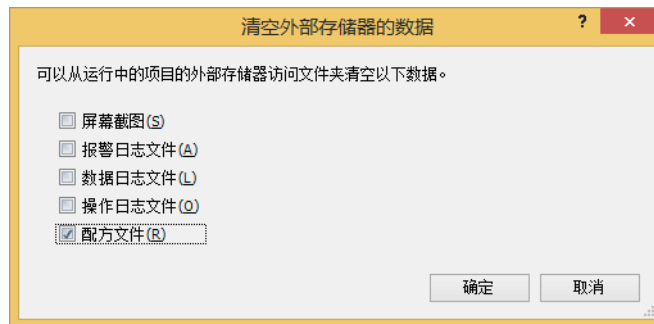 清空外部存储器的数据
?
×
可以从运行中的项目的外部存储器访问文件夹清空以下数据。
屏幕截图(S)
报警日志文件(A)
数据日志文件(L)
操作日志文件(O)
配方文件(R)
确定 取消